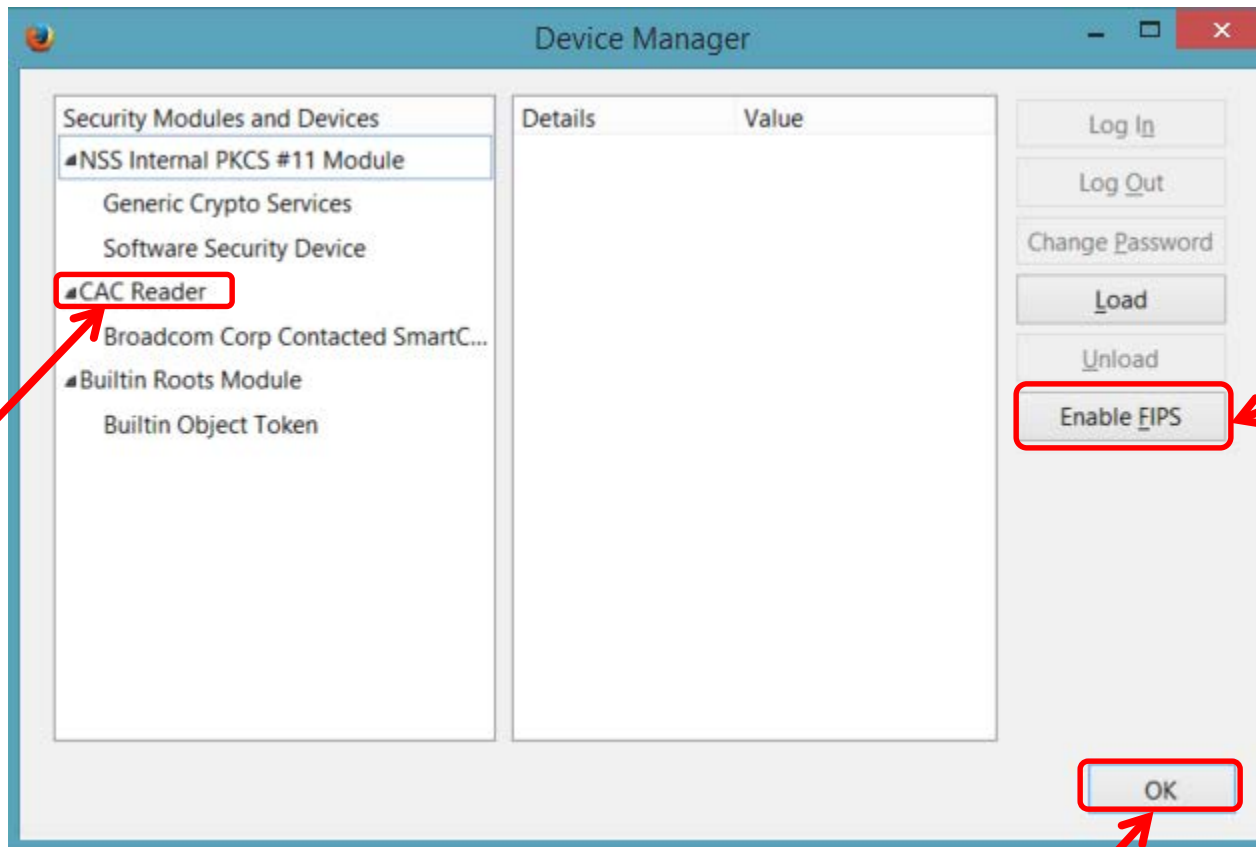 Device Manager
Security Modules and Devices
NSS Internal PKCS #11 Module
Generic Crypto Services
Software Security Device
CAC Reader
Broadcom Corp Contacted SmartC...
Builtin Roots Module
Builtin Object Token
Details Value
Log In
Log Out
Change Password
Load
Unload
Enable FIPS
OK